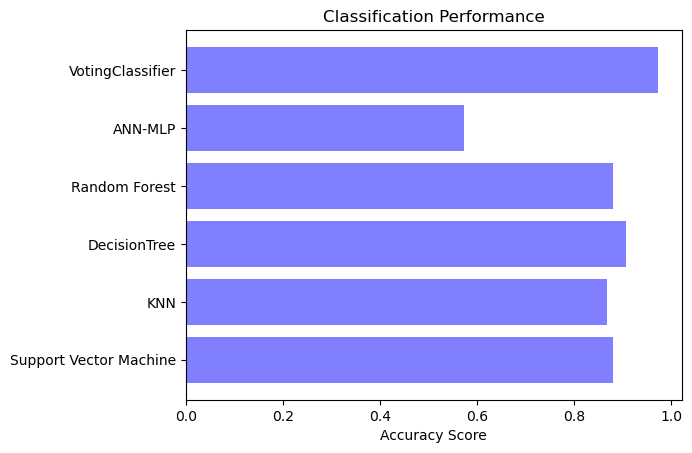 Classification Performance
VotingClassifier
ANN-MLP
Random Forest
DecisionTree
KNN
Support Vector Machine
0.0 0.2 0.4 0.6 0.8 1.0
Accuracy Score